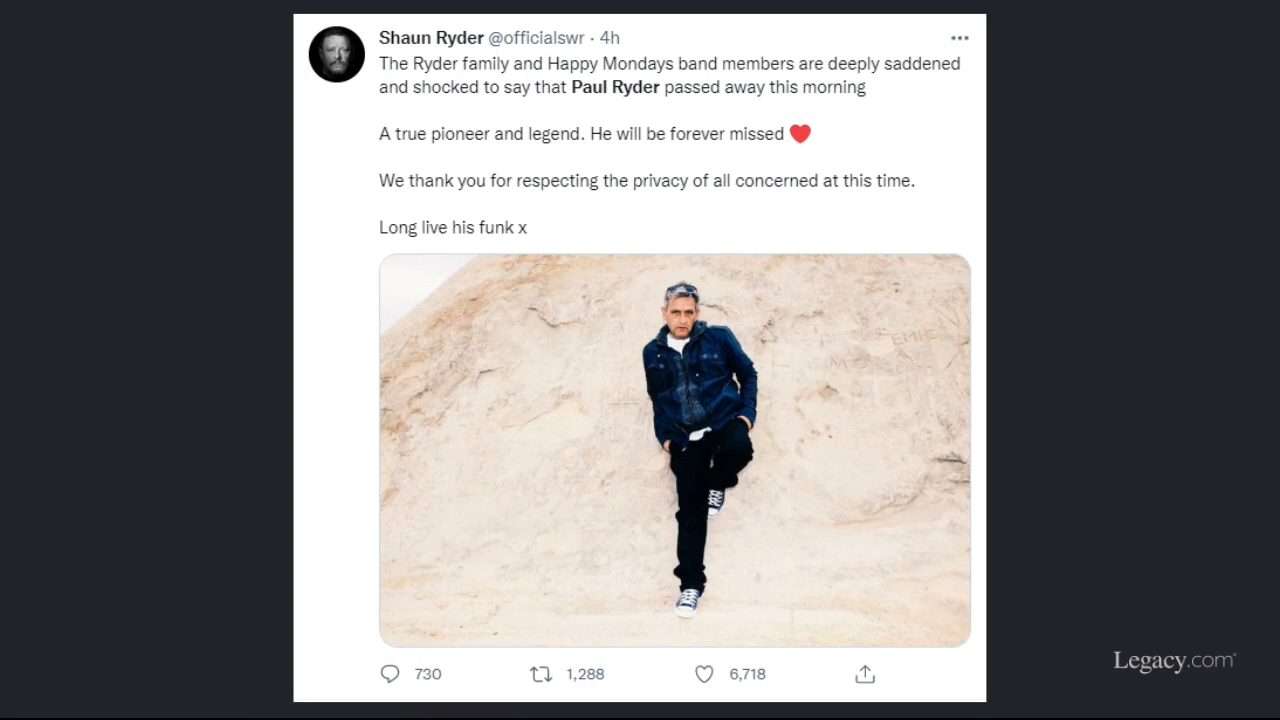 Shaun Ryder @officialswr · 4h
The Ryder family and Happy Mondays band members are deeply saddened
and shocked to say that Paul Ryder passed away this morning
A true pioneer and legend. He will be forever missed ❤️
We thank you for respecting the privacy of all concerned at this time.
Long live his funk x
730 1,288 6,718
Legacy.com